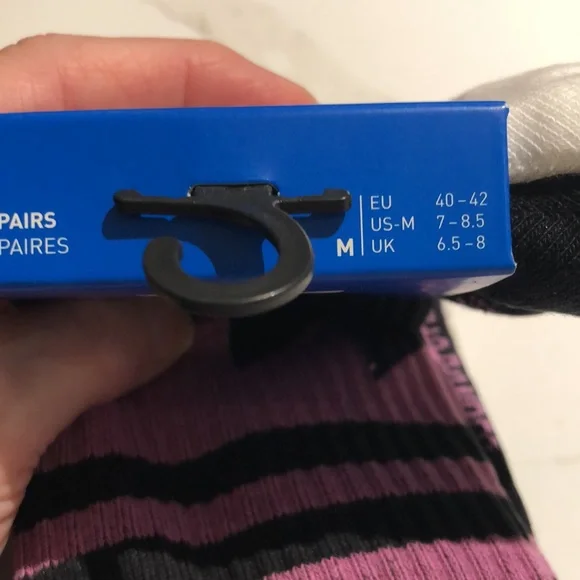 PAIRS
PAIRES
M
EU 40-42
US-M 7-8.5
UK 6.5-8